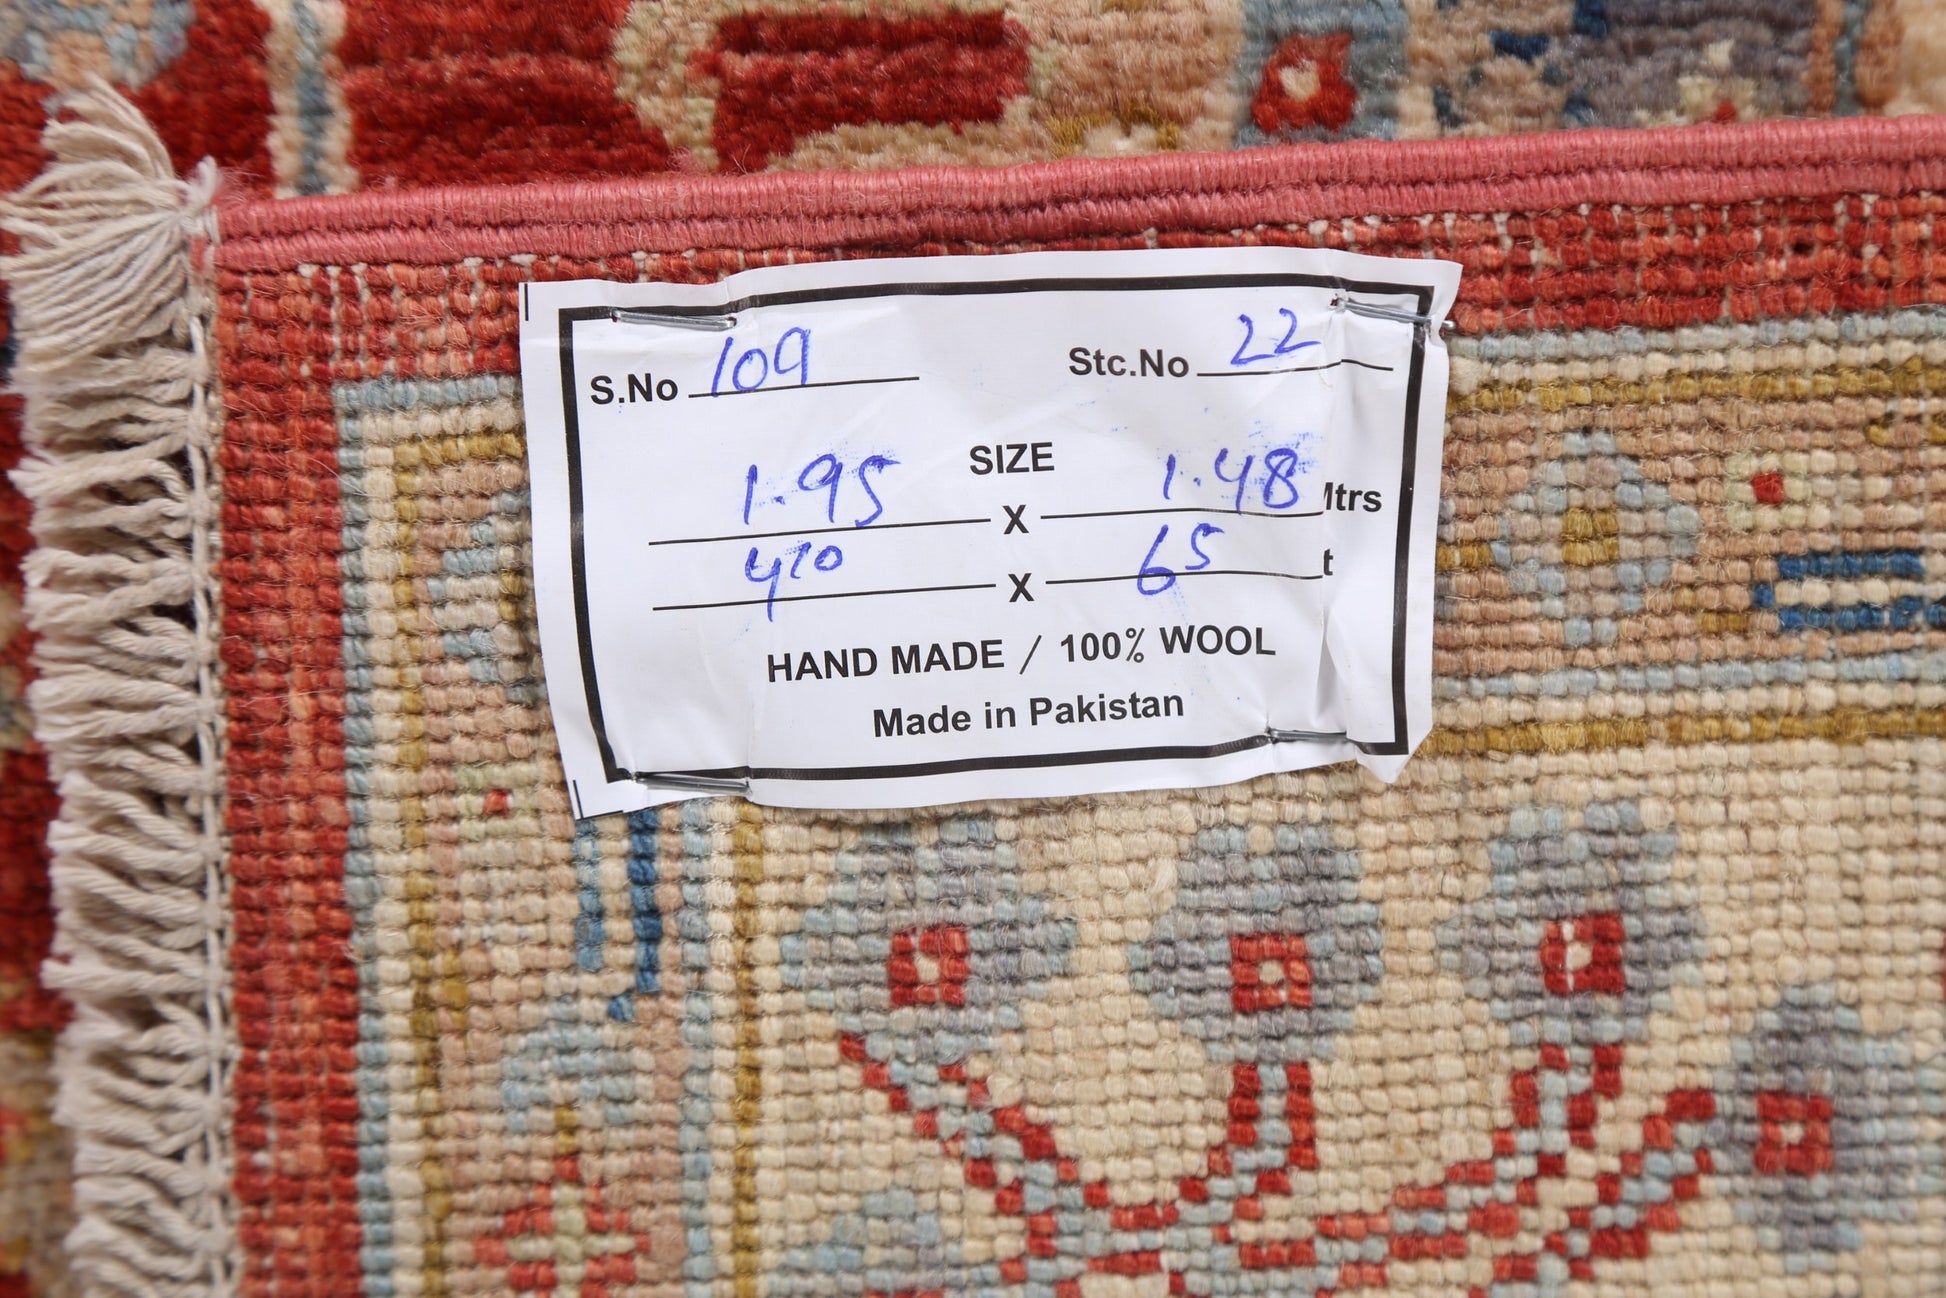 S.No 109 Stc.No 22
SIZE
1.95 x 1.48 Mtrs
4'10 x 65 t
HAND MADE / 100% WOOL
Made in Pakistan